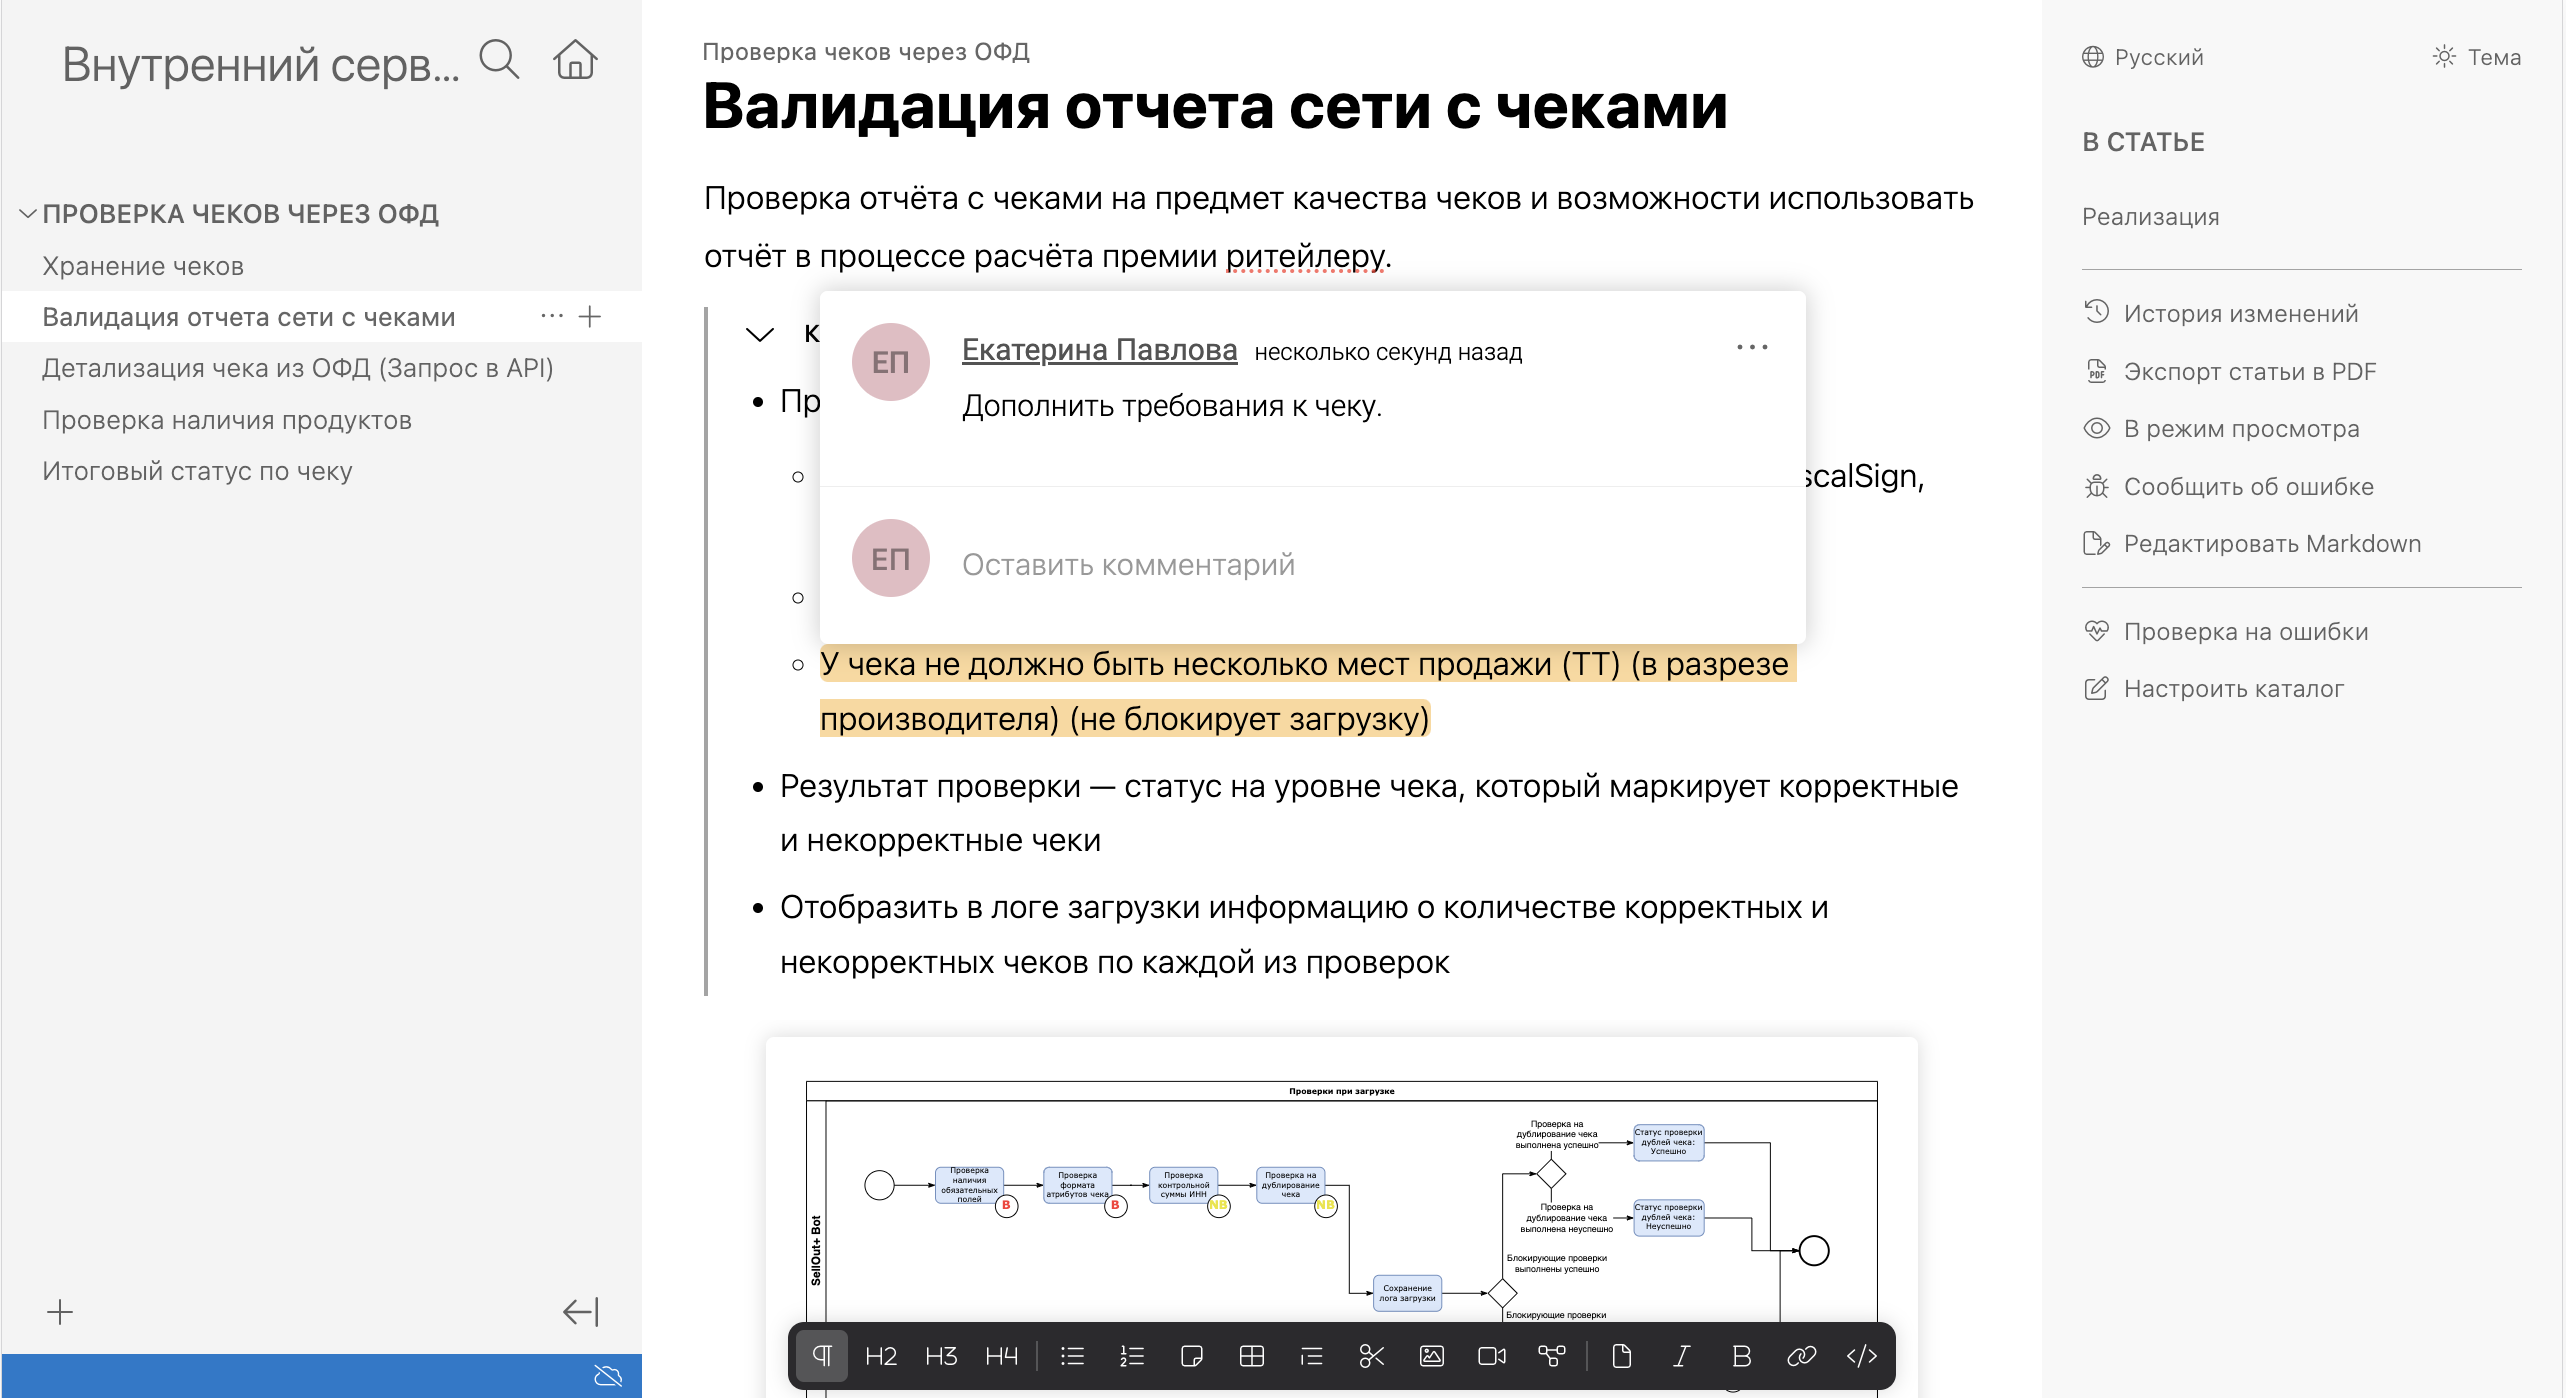 Внутренний серв...
ПРОВЕРКА ЧЕКОВ ЧЕРЕЗ ОФД
Хранение чеков
Валидация отчета сети с чеками
Детализация чека из ОФД (Запрос в API)
Проверка наличия продуктов
Итоговый статус по чеку
Проверка чеков через ОФД
Валидация отчета сети с чеками
Проверка отчёта с чеками на предмет качества чеков и возможности использовать
отчёт в процессе расчёта премии ритейлеру.
Екатерина Павлова несколько секунд назад
ЕП
Дополнить требования к чеку.
scalSign,
ЕП
Оставить комментарий
У чека не должно быть несколько мест продажи (ТТ) (в разрезе
производителя) (не блокирует загрузку)
Результат проверки — статус на уровне чека, который маркирует корректные
и некорректные чеки
Отобразить в логе загрузки информацию о количестве корректных и
некорректных чеков по каждой из проверок
Проверки при загрузке
SellOut+ Bot
Проверка
наличия
обязательных
полей
B
Проверка
формата
атрибутов чека
B
Проверка
контрольной
суммы ИНН
NB
Проверка на
дублирование
чека
NB
Проверка на
дублирование чека
выполнена успешно
Статус проверки
дублей чека:
Успешно
Проверка на
дублирование чека
выполнена неуспешно
Статус проверки
дублей чека:
Неуспешно
Блокирующие проверки
выполнены успешно
Сохранение
лога загрузки
Блокирующие проверки
H2 H3 H4
Русский
Тема
В СТАТЬЕ
Реализация
История изменений
Экспорт статьи в PDF
В режим просмотра
Сообщить об ошибке
Редактировать Markdown
Проверка на ошибки
Настроить каталог